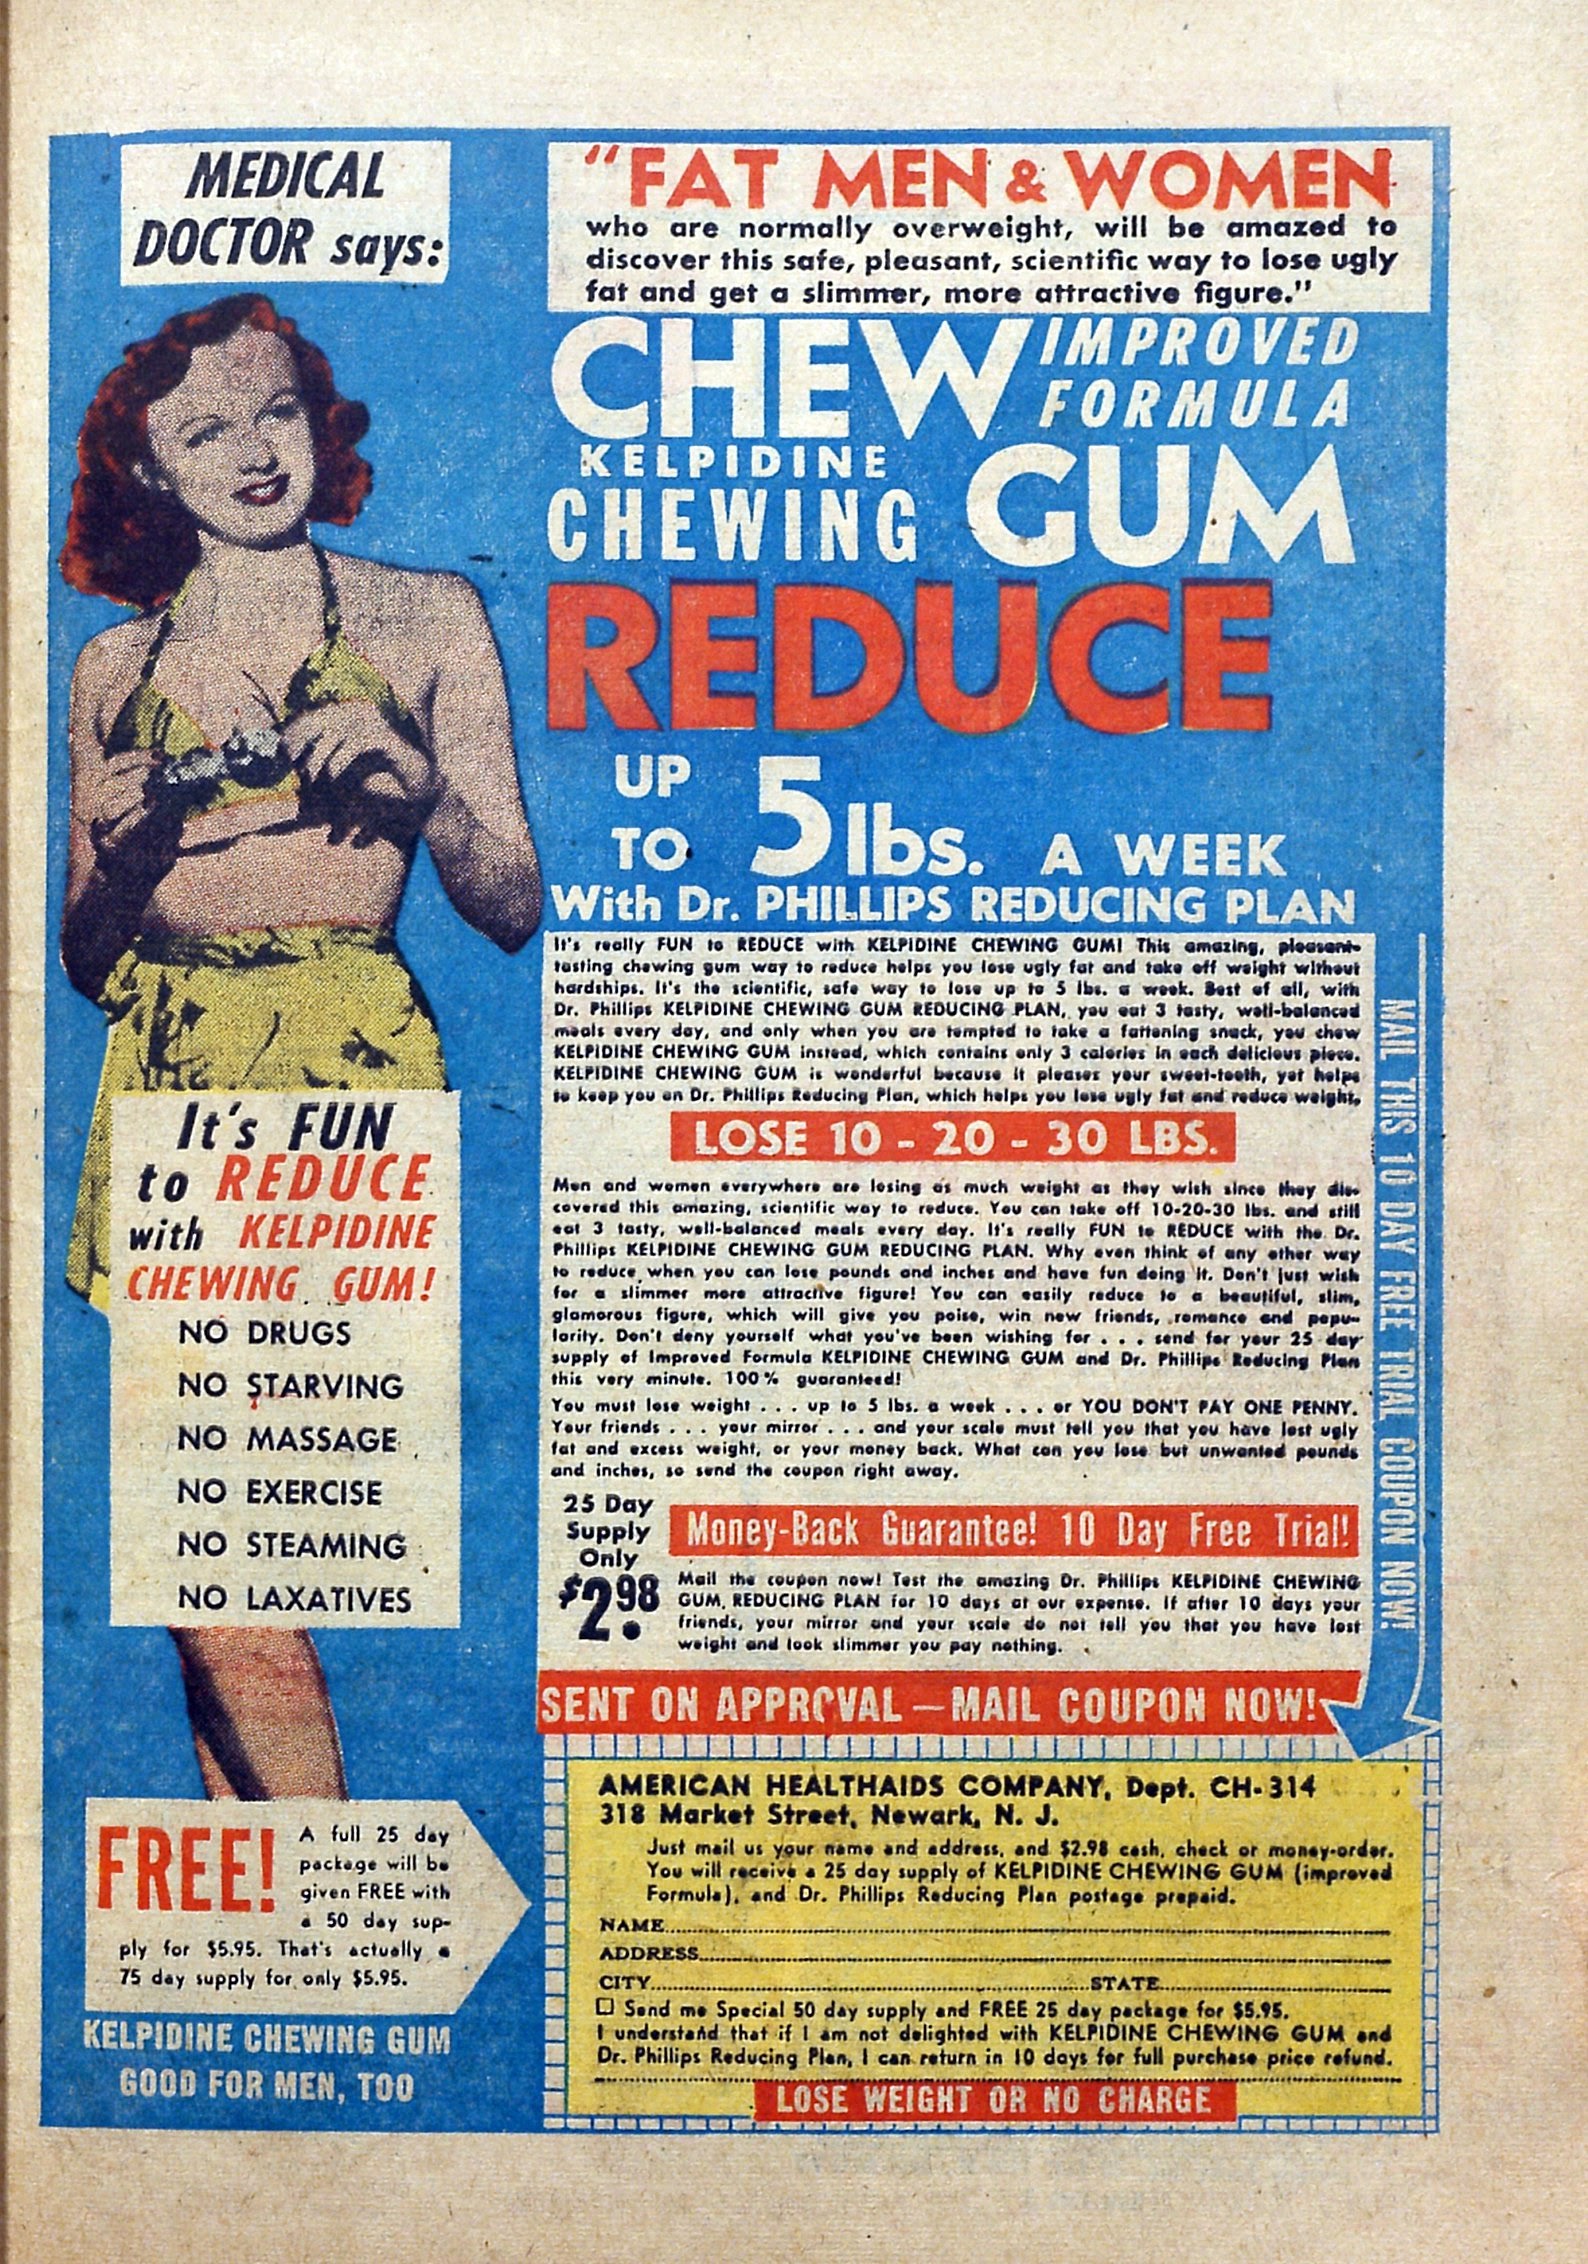 MEDICAL
DOCTOR says:
"FAT MEN & WOMEN
who are normally overweight, will be amazed to
discover this safe, pleasant, scientific way to lose ugly
fat and get a slimmer, more attractive figure."
CHEW IMPROVED
FORMULA
KELPIDINE
CHEWING GUM
REDUCE
UP
TO 5 lbs. A WEEK
With Dr. PHILLIPS REDUCING PLAN
It's really FUN to REDUCE with KELPIDINE CHEWING GUM! This amazing, pleasant-
tasting chewing gum way to reduce helps you lose ugly fat and take off weight without
hardships. It's the scientific, safe way to lose up to 5 lbs. a week. Best of all, with
Dr. Phillips KELPIDINE CHEWING GUM REDUCING PLAN, you eat 3 tasty, well-balanced
meals every day, and only when you are tempted to take a fattening snack, you chew
KELPIDINE CHEWING GUM instead, which contains only 3 calories in each delicious piece.
KELPIDINE CHEWING GUM is wonderful because it pleases your sweet-tooth, yet helps
to keep you on Dr. Phillips Reducing Plan, which helps you lose ugly fat and reduce weight.
LOSE 10 - 20 - 30 LBS.
Men and women everywhere are losing as much weight as they wish since they dis-
covered this amazing, scientific way to reduce. You can take off 10-20-30 lbs. and still
eat 3 tasty, well-balanced meals every day. It's really FUN to REDUCE with the Dr.
Phillips KELPIDINE CHEWING GUM REDUCING PLAN. Why even think of any other way
to reduce when you can lose pounds and inches and have fun doing it. Don't just wish
for a slimmer more attractive figure! You can easily reduce to a beautiful, slim,
glamorous figure, which will give you poise, win new friends, romance and popu-
larity. Don't deny yourself what you've been wishing for . . . send for your 25 day
supply of Improved Formula KELPIDINE CHEWING GUM and Dr. Phillips Reducing Plan
this very minute. 100% guaranteed!
You must lose weight . . . up to 5 lbs. a week . . . or YOU DON'T PAY ONE PENNY.
Your friends . . . your mirror . . . and your scale must tell you that you have lost ugly
fat and excess weight, or your money back. What can you lose but unwanted pounds
and inches, so send the coupon right away.
25 Day
Supply
Only
$2.98
Money-Back Guarantee! 10 Day Free Trial!
Mail the coupon now! Test the amazing Dr. Phillips KELPIDINE CHEWING
GUM REDUCING PLAN for 10 days at our expense. If after 10 days your
friends, your mirror and your scale do not tell you that you have lost
weight and look slimmer you pay nothing.
MAIL THIS 10 DAY FREE TRIAL COUPON NOW!
SENT ON APPROVAL — MAIL COUPON NOW!
It's FUN
to REDUCE
with KELPIDINE
CHEWING GUM!
NO DRUGS
NO STARVING
NO MASSAGE
NO EXERCISE
NO STEAMING
NO LAXATIVES
FREE! A full 25 day
package will be
given FREE with
a 50 day sup-
ply for $5.95. That's actually a
75 day supply for only $5.95.
KELPIDINE CHEWING GUM
GOOD FOR MEN, TOO
AMERICAN HEALTHAIDS COMPANY, Dept. CH-314
318 Market Street, Newark, N. J.
Just mail us your name and address, and $2.98 cash, check or money-order.
You will receive a 25 day supply of KELPIDINE CHEWING GUM (improved
Formula), and Dr. Phillips Reducing Plan postage prepaid.
NAME
ADDRESS
CITY STATE
☐ Send me Special 50 day supply and FREE 25 day package for $5.95.
I understand that if I am not delighted with KELPIDINE CHEWING GUM and
Dr. Phillips Reducing Plan, I can return in 10 days for full purchase price refund.
LOSE WEIGHT OR NO CHARGE